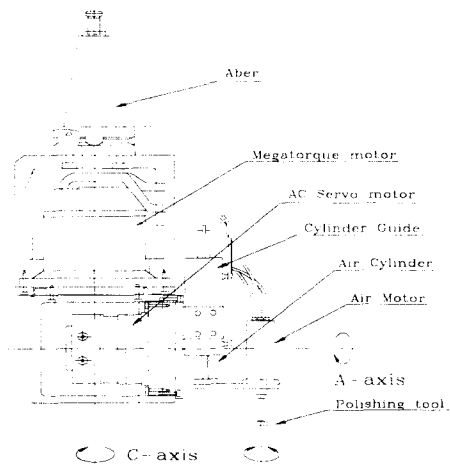 Aber
Megatorque motor
AC Servo motor
Cylinder Guide
Air Cylinder
Air Motor
A-axis
Polishing tool
C-axis